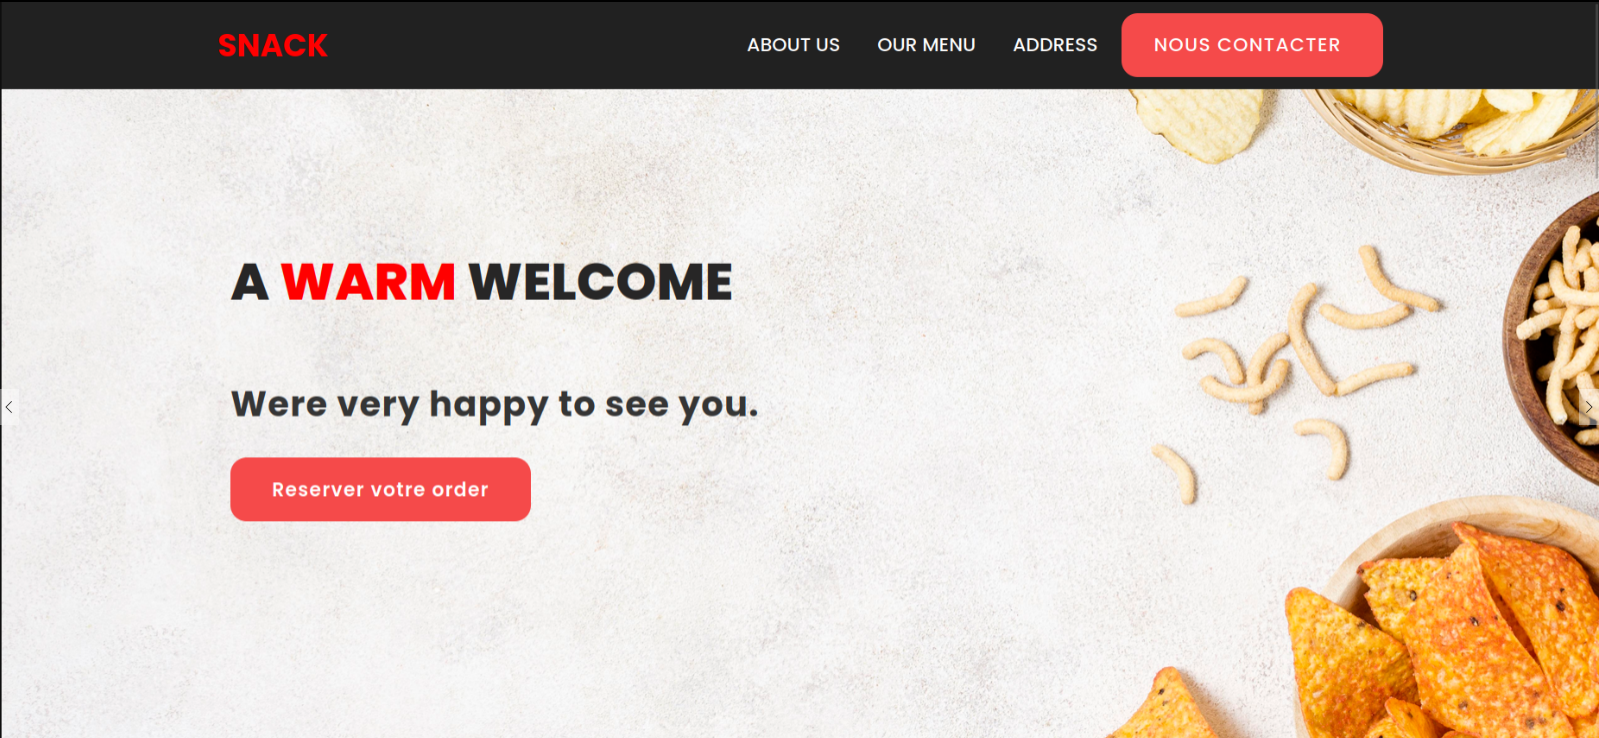 SNACK
ABOUT US OUR MENU ADDRESS NOUS CONTACTER
A WARM WELCOME
Were very happy to see you.
Reserver votre order